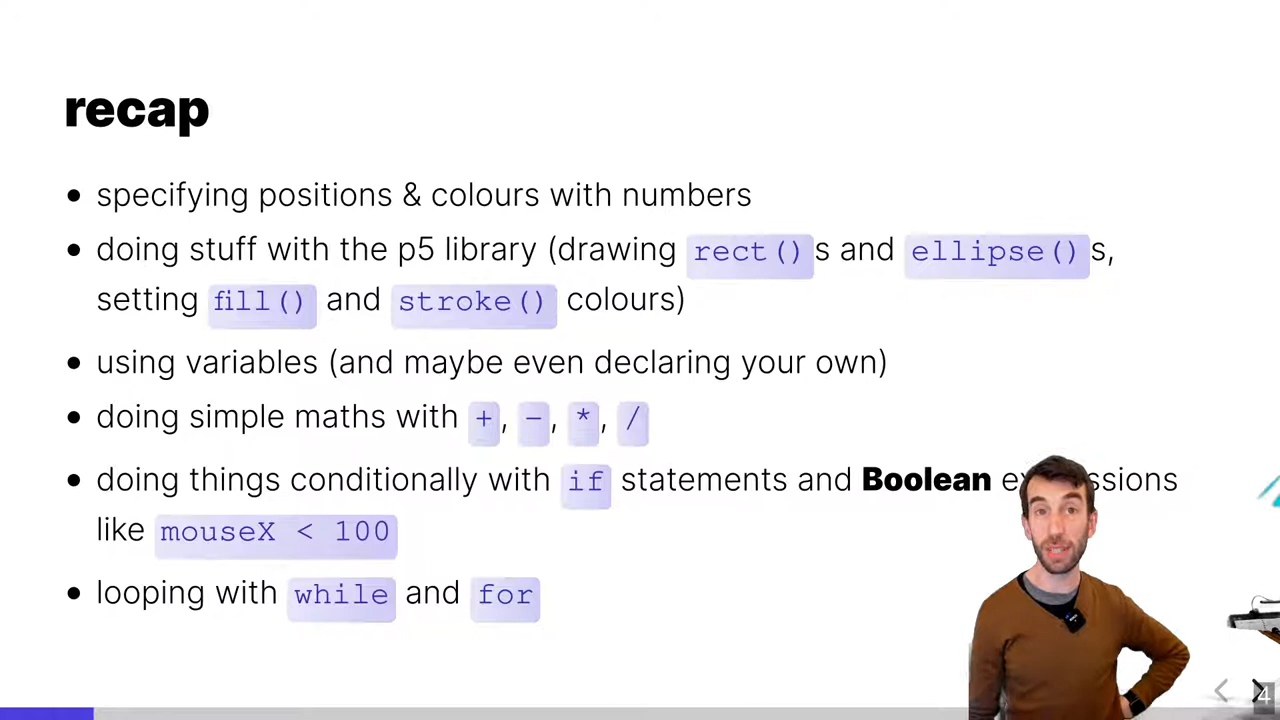 recap
• specifying positions & colours with numbers
• doing stuff with the p5 library (drawing rect()s and ellipse()s,
setting fill() and stroke() colours)
• using variables (and maybe even declaring your own)
• doing simple maths with +, -, *, /
• doing things conditionally with if statements and Boolean ex ssions
like mouseX < 100
• looping with while and for
4